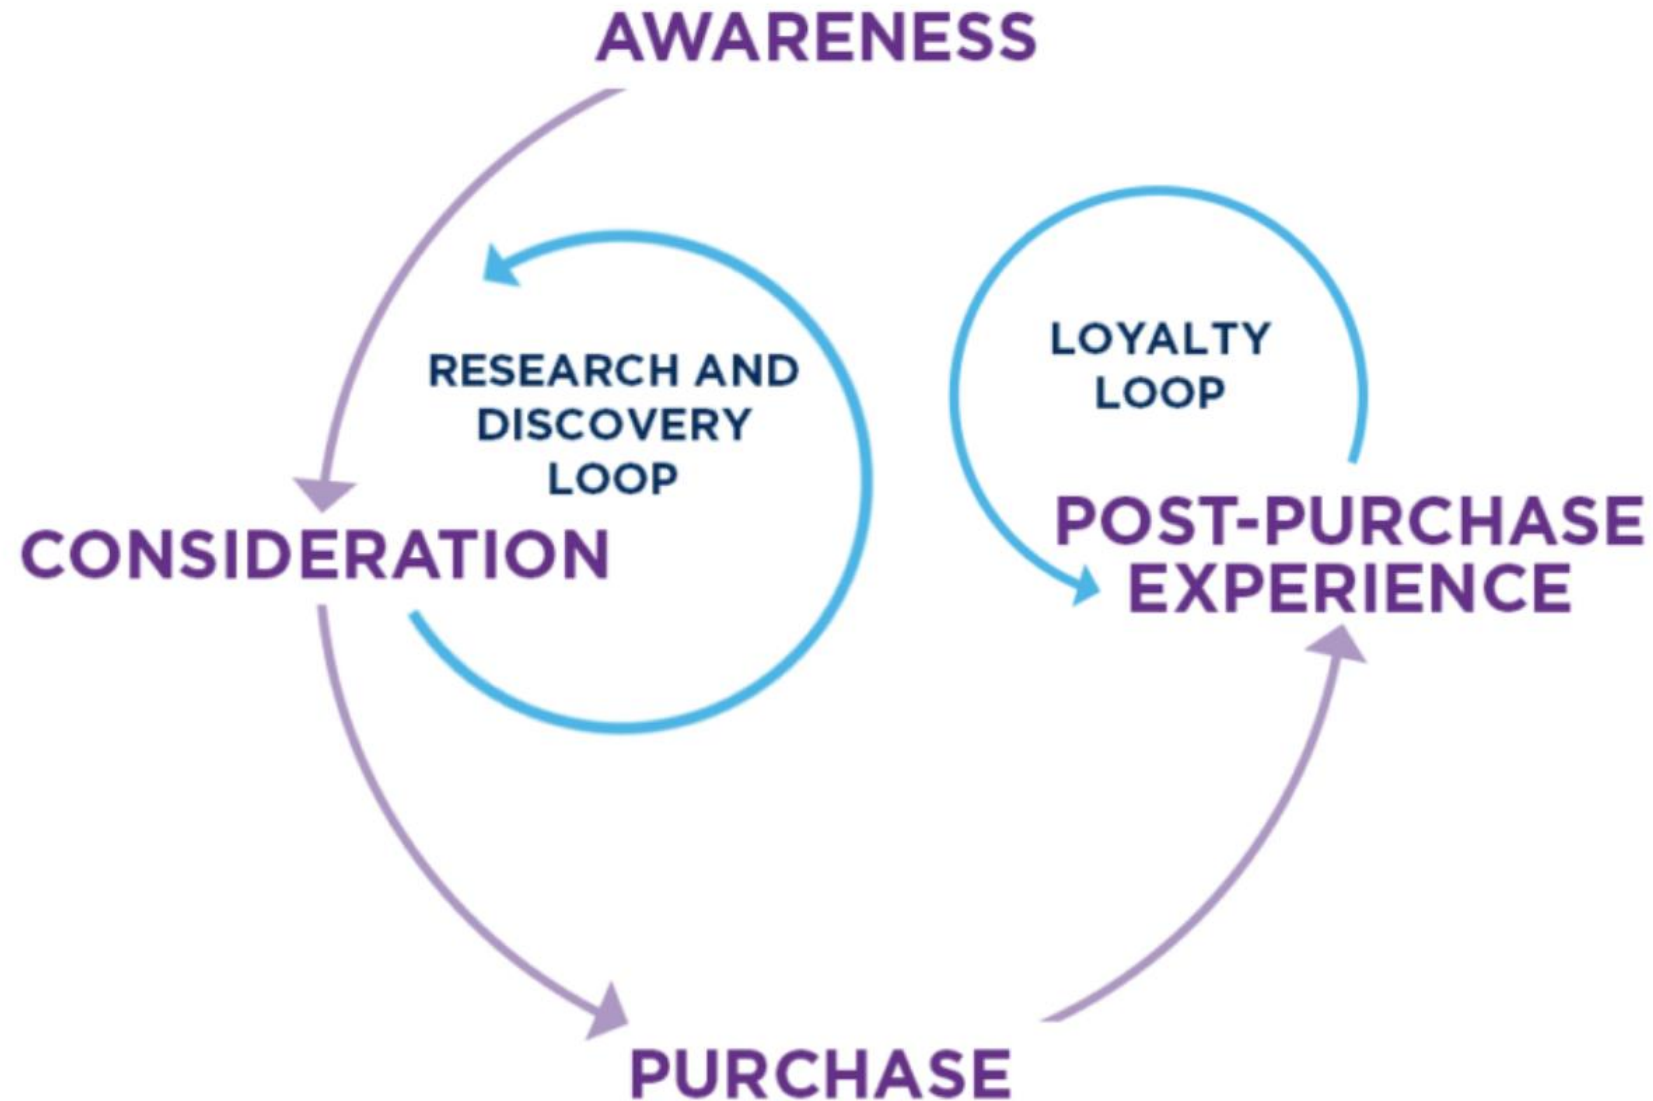 AWARENESS
RESEARCH AND
DISCOVERY
LOOP
LOYALTY
LOOP
CONSIDERATION
POST-PURCHASE
EXPERIENCE
PURCHASE